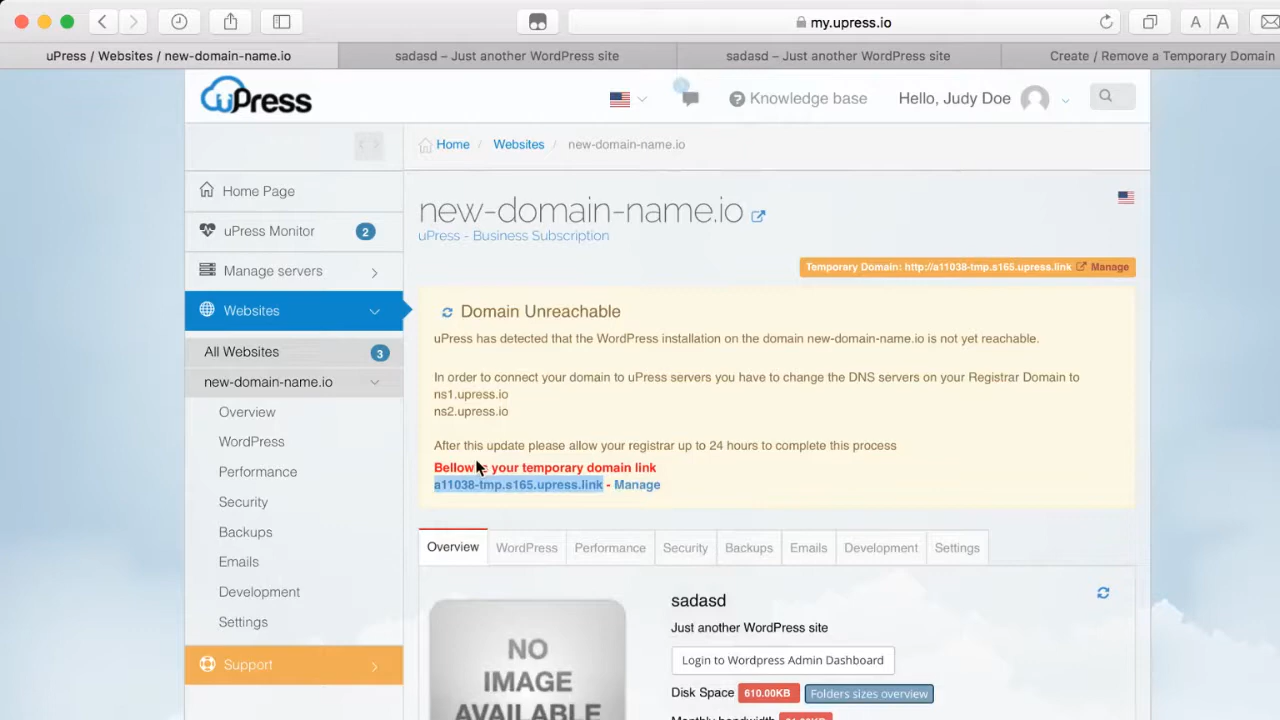 my.upress.io
A A
uPress / Websites / new-domain-name.io
sadasd – Just another WordPress site
sadasd – Just another WordPress site
Create / Remove a Temporary Domain
uPress
Knowledge base
Hello, Judy Doe
Home / Websites / new-domain-name.io
Home Page
uPress Monitor 2
Manage servers
Websites
All Websites 3
new-domain-name.io
Overview
WordPress
Performance
Security
Backups
Emails
Development
Settings
Support
new-domain-name.io
uPress - Business Subscription
Temporary Domain: http://a11038-tmp.s165.upress.link Manage
Domain Unreachable
uPress has detected that the WordPress installation on the domain new-domain-name.io is not yet reachable.
In order to connect your domain to uPress servers you have to change the DNS servers on your Registrar Domain to
ns1.upress.io
ns2.upress.io
After this update please allow your registrar up to 24 hours to complete this process
Bellow your temporary domain link
a11038-tmp.s165.upress.link - Manage
Overview WordPress Performance Security Backups Emails Development Settings
NO
IMAGE
AVAILABLE
sadasd
Just another WordPress site
Login to Wordpress Admin Dashboard
Disk Space 610.00KB Folders sizes overview
Monthly bandwidth